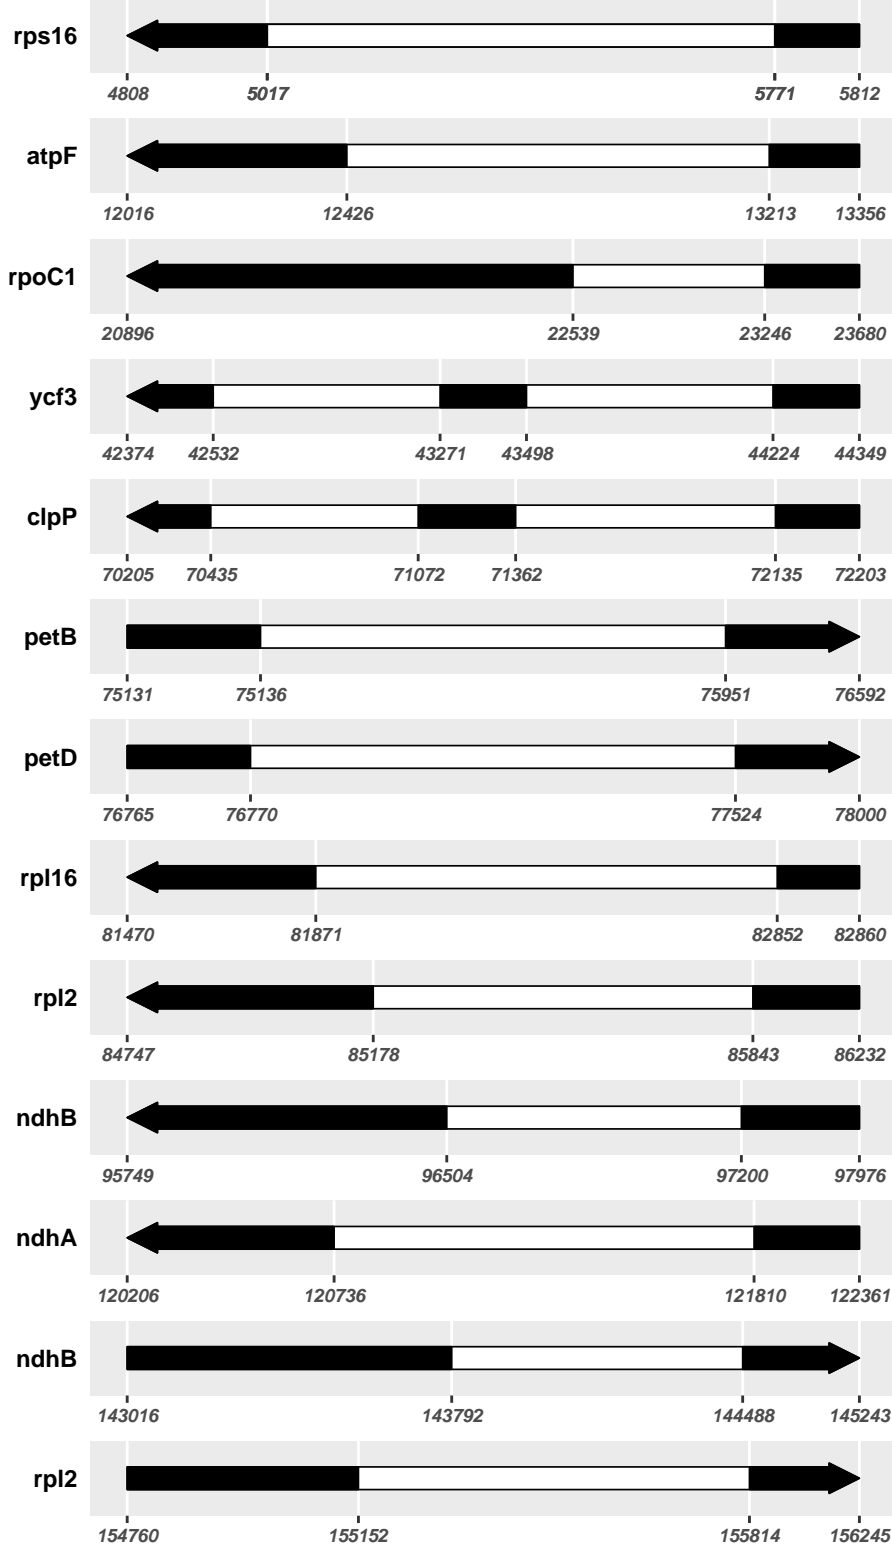 rps16
4808 5017 5771 5812
atpF
12016 12426 13213 13356
rpoC1
20896 22539 23246 23680
ycf3
42374 42532 43271 43498 44224 44349
clpP
70205 70435 71072 71362 72135 72203
petB
75131 75136 75951 76592
petD
76765 76770 77524 78000
rpl16
81470 81871 82852 82860
rpl2
84747 85178 85843 86232
ndhB
95749 96504 97200 97976
ndhA
120206 120736 121810 122361
ndhB
143016 143792 144488 145243
rpl2
154760 155152 155814 156245